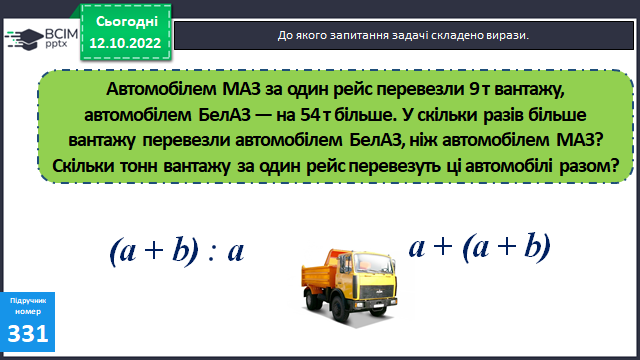 ВСІМ
pptx
Сьогодні
12.10.2022
До якого запитання задачі складено вирази.
Автомобілем МАЗ за один рейс перевезли 9 т вантажу,
автомобілем БелАЗ — на 54 т більше. У скільки разів більше
вантажу перевезли автомобілем БелАЗ, ніж автомобілем МАЗ?
Скільки тонн вантажу за один рейс перевезуть ці автомобілі разом?
(a + b) : a
a + (a + b)
Підручник
номер
331